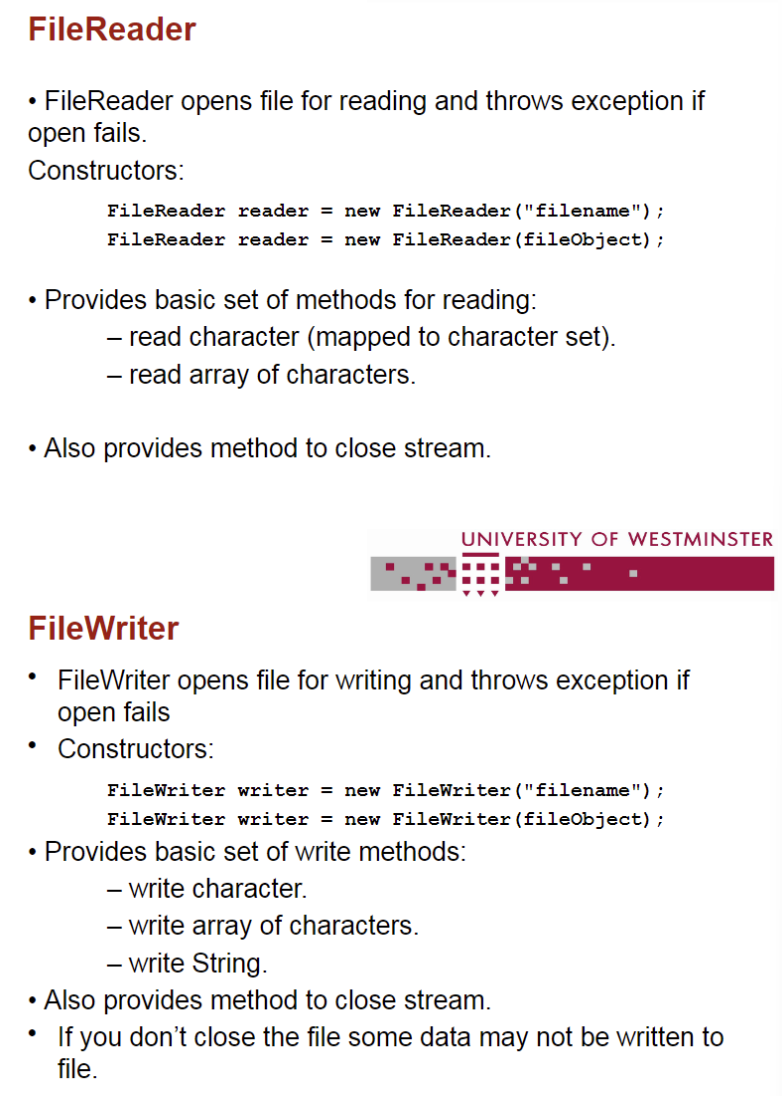 FileReader
• FileReader opens file for reading and throws exception if
open fails.
Constructors:
FileReader reader = new FileReader("filename");
FileReader reader = new FileReader(fileObject);
• Provides basic set of methods for reading:
– read character (mapped to character set).
– read array of characters.
• Also provides method to close stream.
UNIVERSITY OF WESTMINSTER
FileWriter
• FileWriter opens file for writing and throws exception if
open fails
• Constructors:
FileWriter writer = new FileWriter("filename");
FileWriter writer = new FileWriter(fileObject);
• Provides basic set of write methods:
– write character.
– write array of characters.
– write String.
• Also provides method to close stream.
• If you don’t close the file some data may not be written to
file.